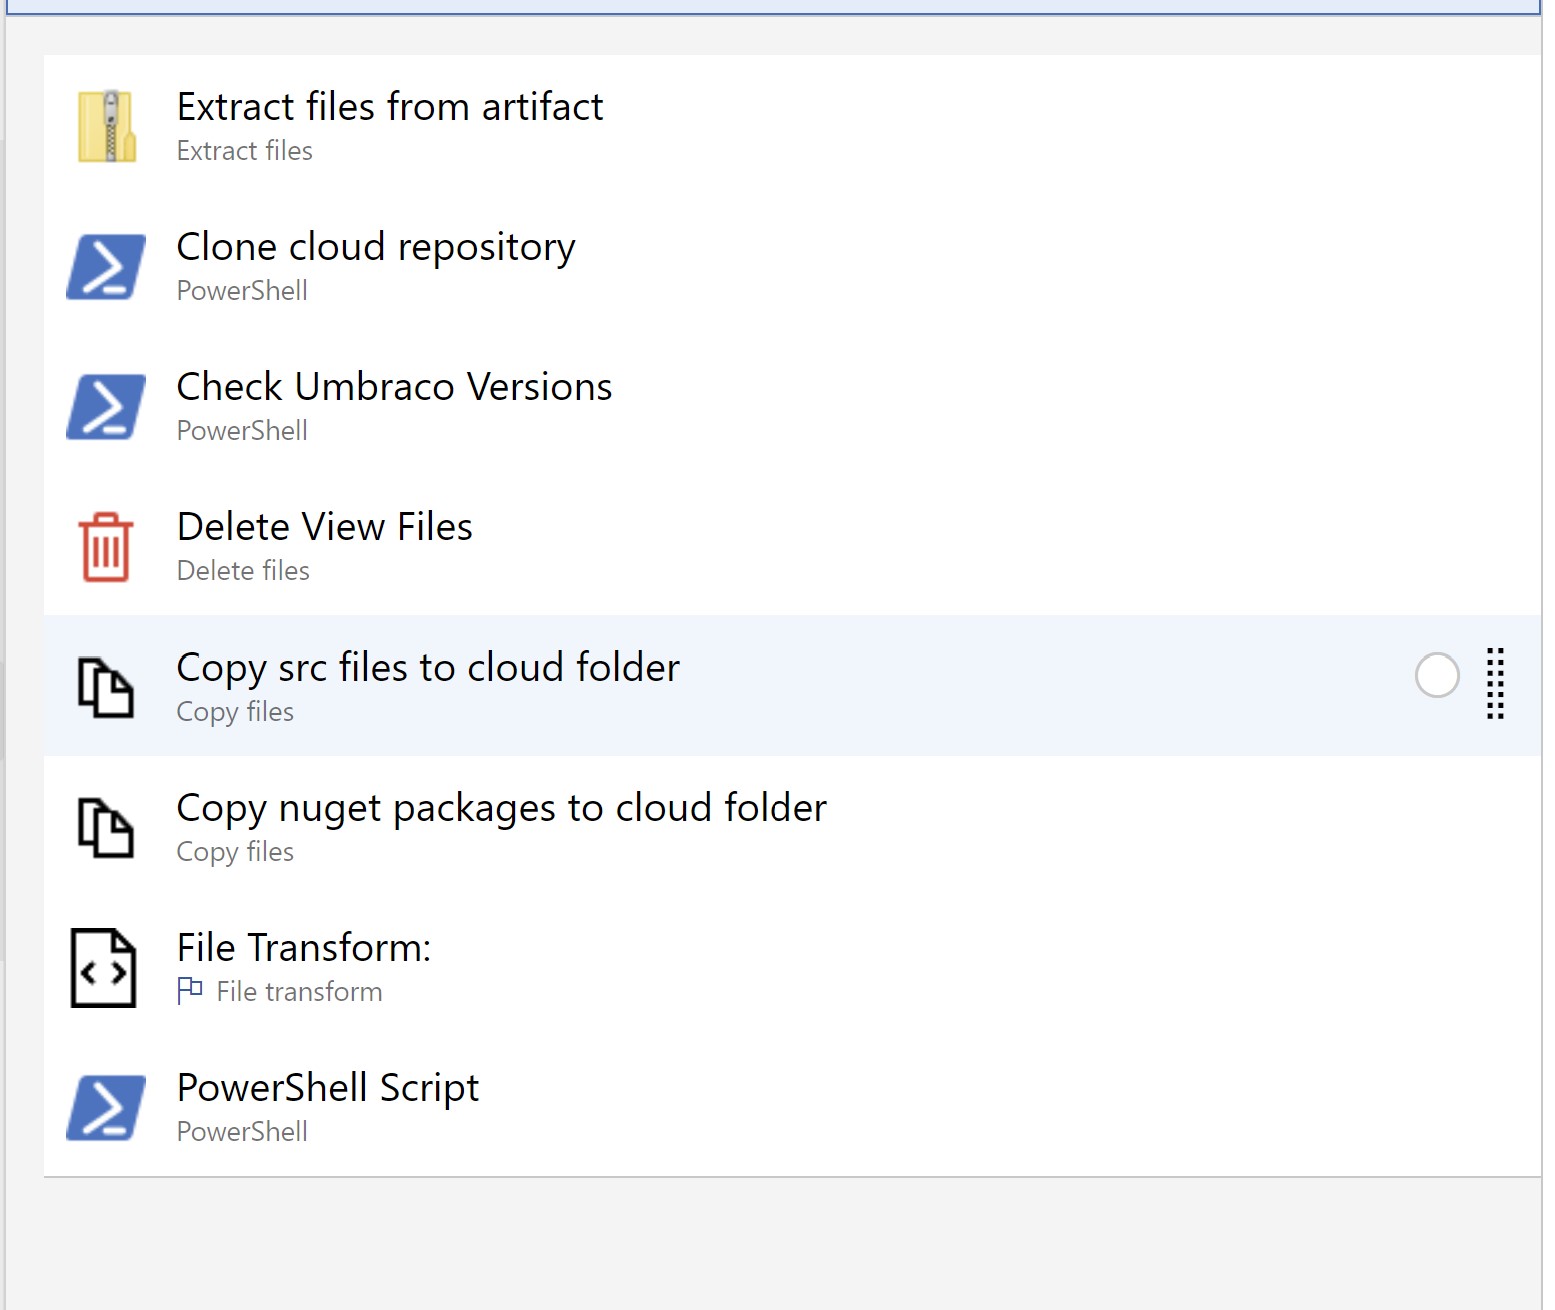 Extract files from artifact
Extract files
Clone cloud repository
PowerShell
Check Umbraco Versions
PowerShell
Delete View Files
Delete files
Copy src files to cloud folder
Copy files
Copy nuget packages to cloud folder
Copy files
File Transform:
File transform
PowerShell Script
PowerShell